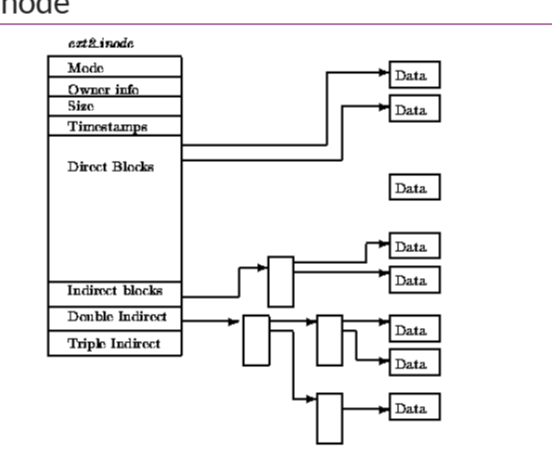 node
ext2_inode
Mode
Owner info
Size
Timestamps
Direct Blocks
Indirect blocks
Double Indirect
Triple Indirect
Data
Data
Data
Data
Data
Data
Data
Data